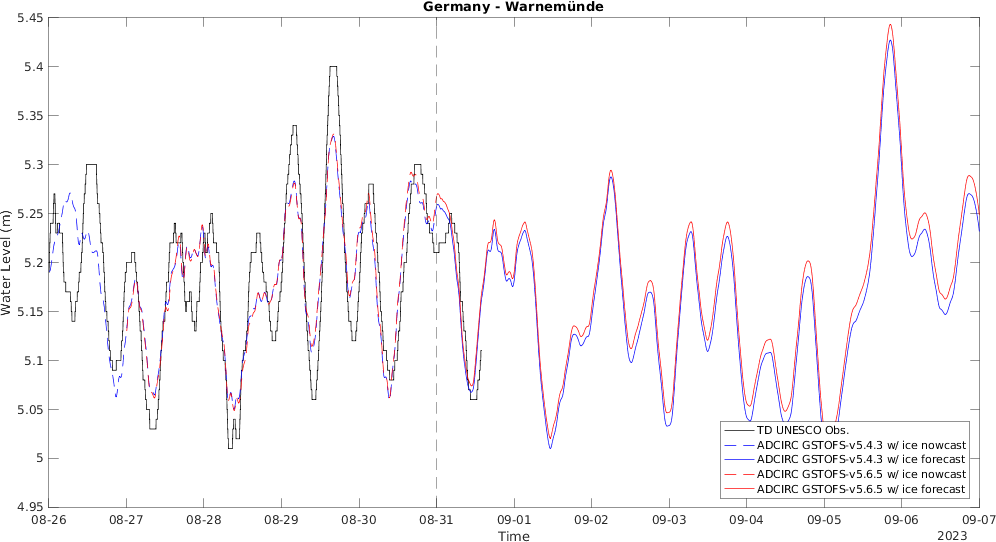 Germany - Warnemünde
5.45
5.4
5.35
5.3
5.25
5.2
5.15
5.1
5.05
5
4.95
Water Level (m)
08-26 08-27 08-28 08-29 08-30 08-31 09-01 09-02 09-03 09-04 09-05 09-06 09-07
Time
2023
TD UNESCO Obs.
ADCIRC GSTOFS-v5.4.3 w/ ice nowcast
ADCIRC GSTOFS-v5.4.3 w/ ice forecast
ADCIRC GSTOFS-v5.6.5 w/ ice nowcast
ADCIRC GSTOFS-v5.6.5 w/ ice forecast